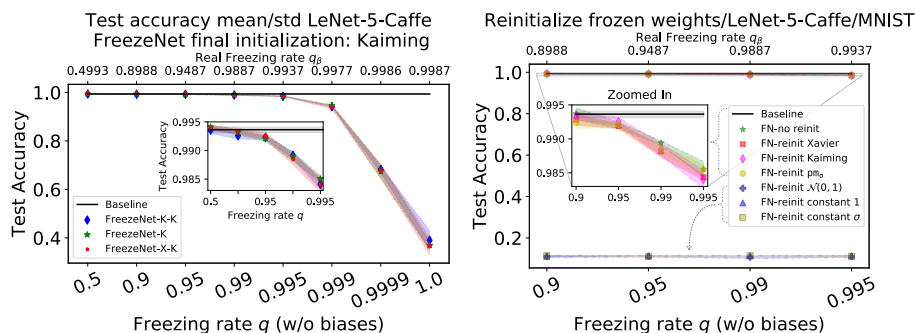 Test accuracy mean/std LeNet-5-Caffe
FreezeNet final initialization: Kaiming
Real Freezing rate qβ
0.4993 0.8988 0.9487 0.9887 0.9937 0.9977 0.9986 0.9987
Test Accuracy
1.0
0.8
0.6
0.4
Test Accuracy
0.995
0.990
0.985
0.5 0.9 0.95 0.99 0.995
Freezing rate q
Baseline
FreezeNet-K-K
FreezeNet-K
FreezeNet-X-K
0.5 0.9 0.95 0.99 0.995 0.999 0.9999 1.0
Freezing rate q (w/o biases)
Reinitialize frozen weights/LeNet-5-Caffe/MNIST
Real Freezing rate qβ
0.8988 0.9487 0.9887 0.9937
Test Accuracy
1.0
0.8
0.6
0.4
0.2
Zoomed In
0.995
0.990
0.985
0.9 0.95 0.99 0.995
Baseline
FN-no reinit
FN-reinit Xavier
FN-reinit Kaiming
FN-reinit pmσ
FN-reinit 𝒩(0, 1)
FN-reinit constant 1
FN-reinit constant σ
0.9 0.95 0.99 0.995
Freezing rate q (w/o biases)